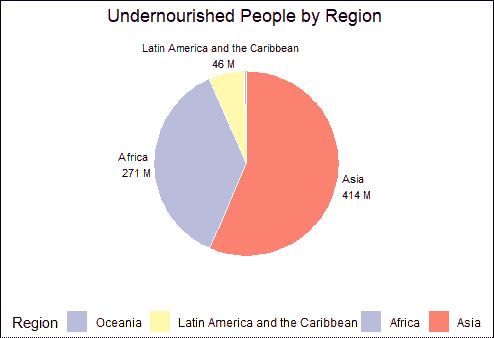 Undernourished People by Region
Latin America and the Caribbean
46 M
Africa
271 M
Asia
414 M
Region Oceania Latin America and the Caribbean Africa Asia